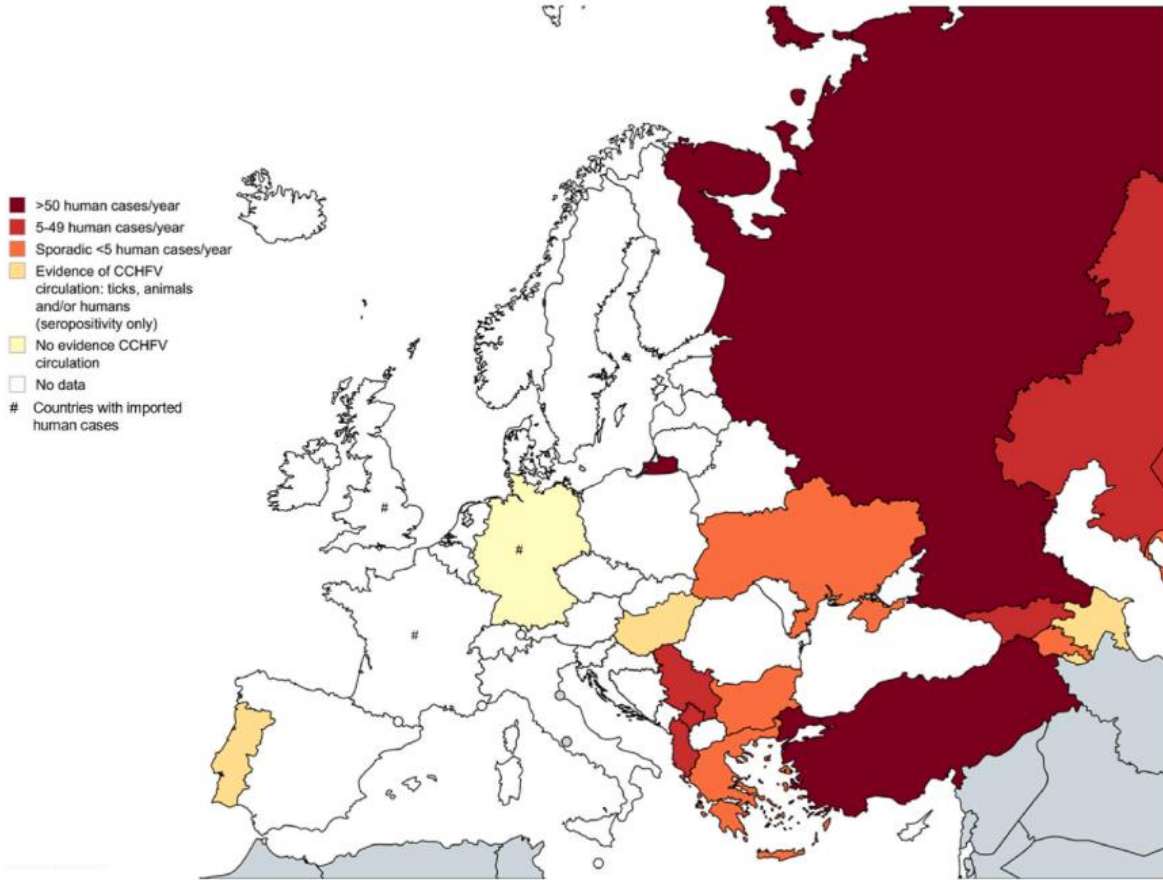 >50 human cases/year
5-49 human cases/year
Sporadic <5 human cases/year
Evidence of CCHFV
circulation: ticks, animals
and/or humans
(seropositivity only)
No evidence CCHFV
circulation
No data
# Countries with imported
human cases
#
#
#